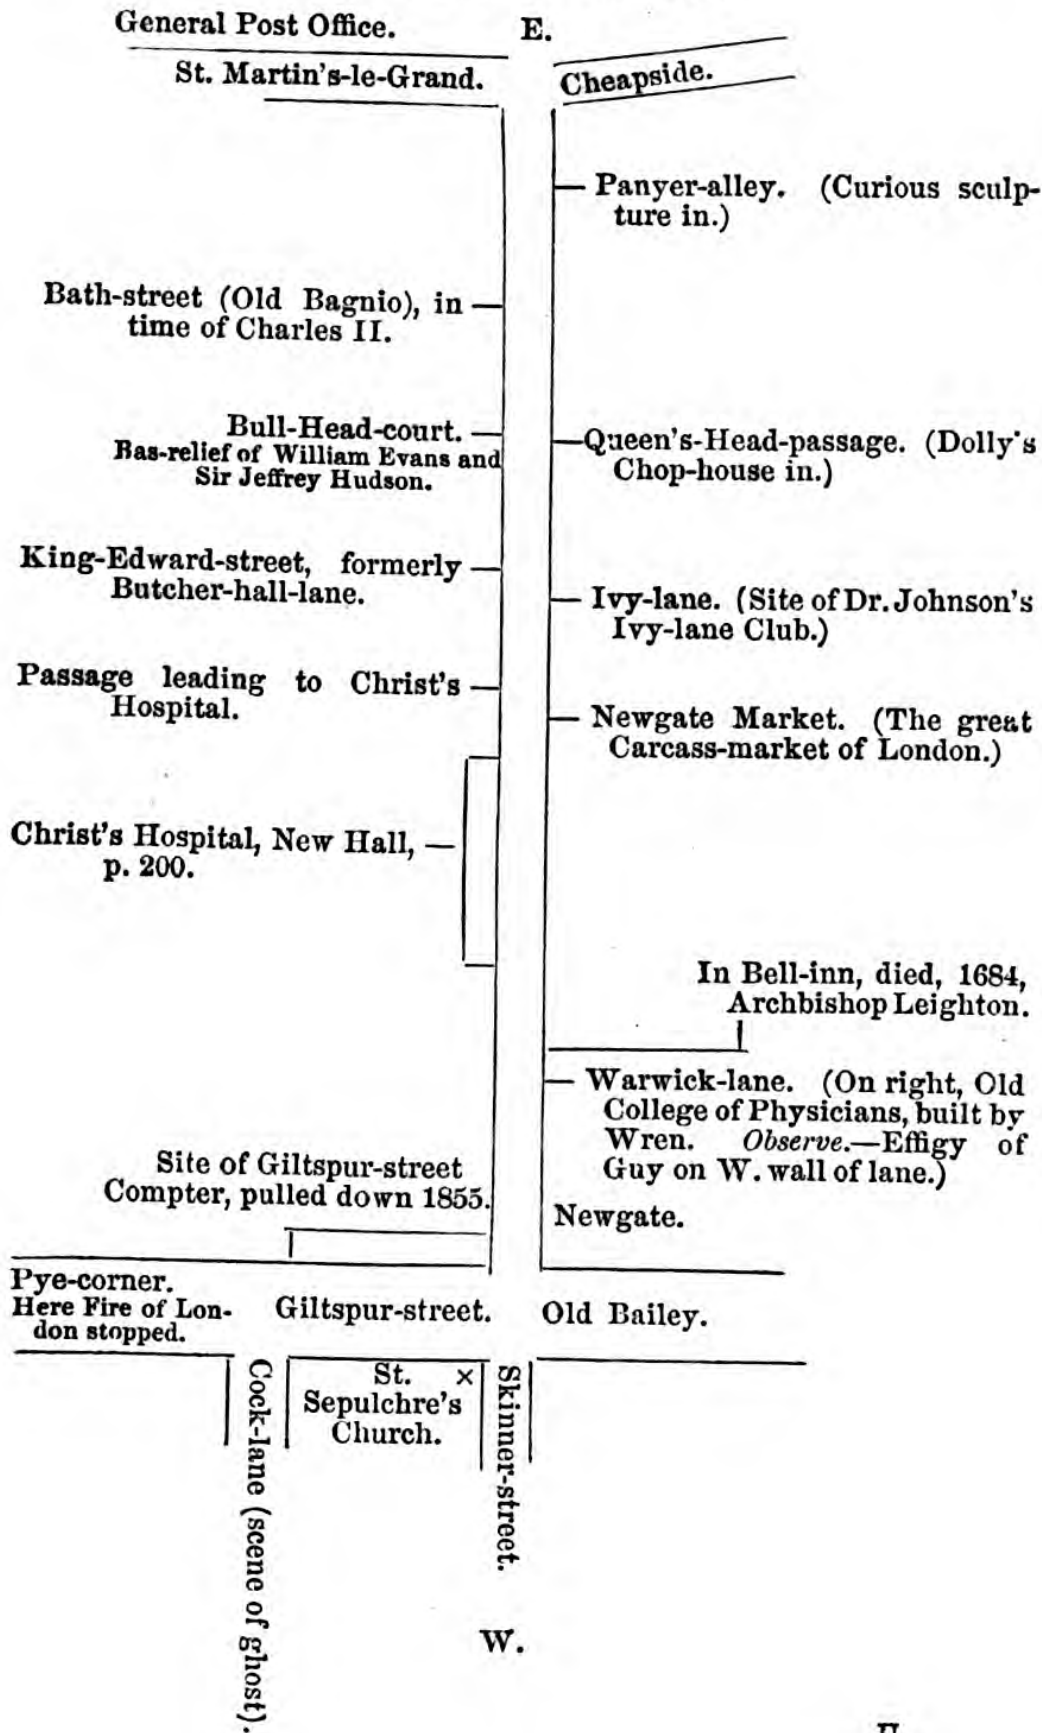 General Post Office.
E.
St. Martin's-le-Grand.
Cheapside.
— Panyer-alley. (Curious sculp-
ture in.)
Bath-street (Old Bagnio), in —
time of Charles II.
Bull-Head-court. —
Bas-relief of William Evans and
Sir Jeffrey Hudson.
—Queen's-Head-passage. (Dolly's
Chop-house in.)
King-Edward-street, formerly —
Butcher-hall-lane.
— Ivy-lane. (Site of Dr. Johnson's
Ivy-lane Club.)
Passage leading to Christ's —
Hospital.
— Newgate Market. (The great
Carcass-market of London.)
Christ's Hospital, New Hall, —
p. 200.
In Bell-inn, died, 1684,
Archbishop Leighton.
— Warwick-lane. (On right, Old
College of Physicians, built by
Wren. Observe.—Effigy of
Guy on W. wall of lane.)
Site of Giltspur-street
Compter, pulled down 1855.
Newgate.
Pye-corner.
Here Fire of Lon-
don stopped.
Giltspur-street.
Old Bailey.
Cock-lane (scene of ghost).
St. ×
Sepulchre's
Church.
Skinner-street.
W.